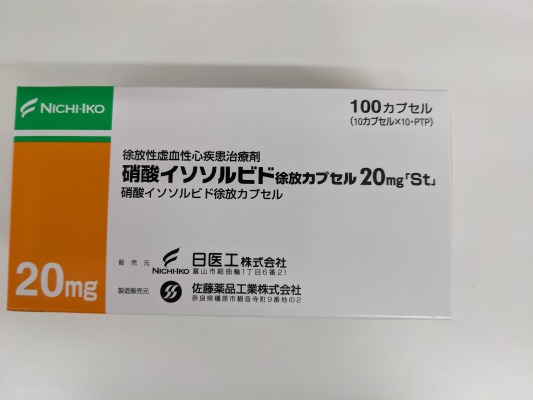 NICHI-IKO
100カプセル
(10カプセル×10・PTP)
徐放性虚血性心疾患治療剤
硝酸イソソルビド徐放カプセル20mg「St」
硝酸イソソルビド徐放カプセル
販売元 NICHI-IKO 日医工株式会社
富山市総曲輪1丁目6番21
製造販売元 佐藤薬品工業株式会社
奈良県橿原市観音寺町9番地の2
20mg